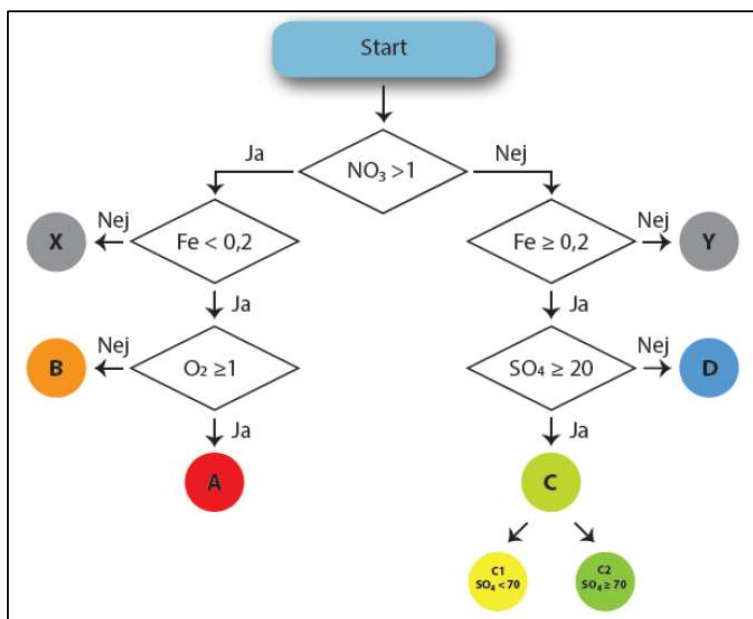 Start
Ja
NO₃ >1
Nej
X
Nej
Fe < 0,2
Fe ≥ 0,2
Nej
Y
Ja
Ja
B
Nej
O₂ ≥1
SO₄ ≥ 20
Nej
D
Ja
Ja
A
C
C1
SO₄ < 70
C2
SO₄ ≥ 70